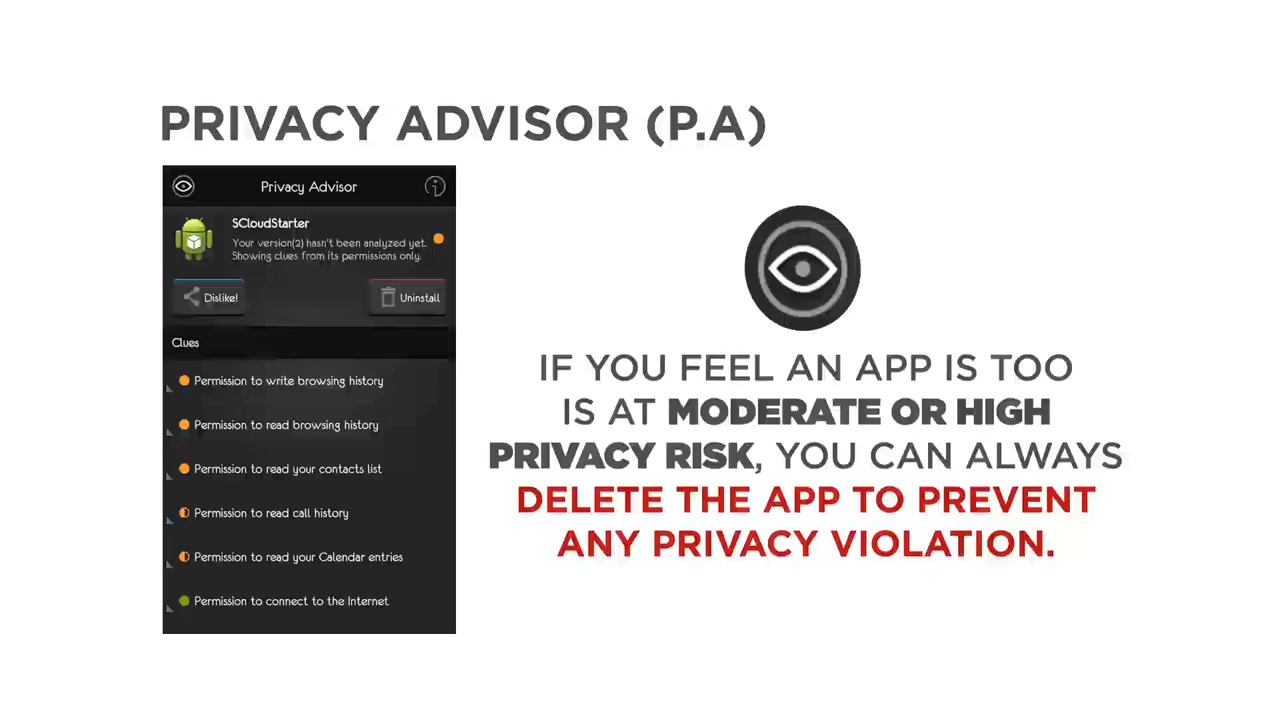 PRIVACY ADVISOR (P.A)
Privacy Advisor
SCloudStarter
Your version(2) hasn't been analyzed yet.
Showing clues from its permissions only.
Dislike!
Uninstall
Clues
Permission to write browsing history
Permission to read browsing history
Permission to read your contacts list
Permission to read call history
Permission to read your Calendar entries
Permission to connect to the Internet
IF YOU FEEL AN APP IS TOO
IS AT MODERATE OR HIGH
PRIVACY RISK, YOU CAN ALWAYS
DELETE THE APP TO PREVENT
ANY PRIVACY VIOLATION.